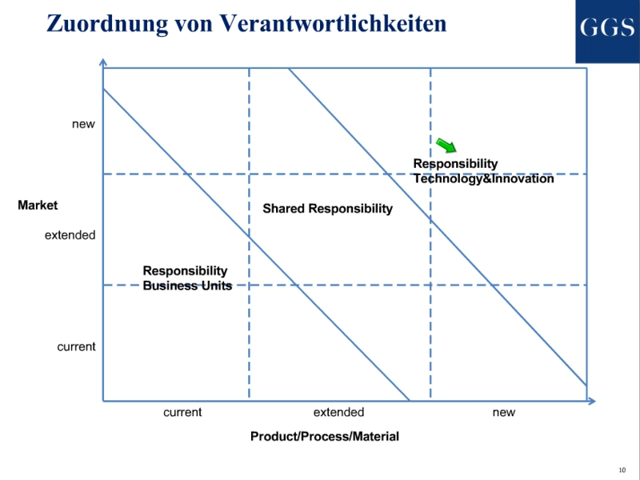 Zuordnung von Verantwortlichkeiten
GGS
new
Responsibility
Technology&Innovation
Market
Shared Responsibility
extended
Responsibility
Business Units
current
current
extended
new
Product/Process/Material
10